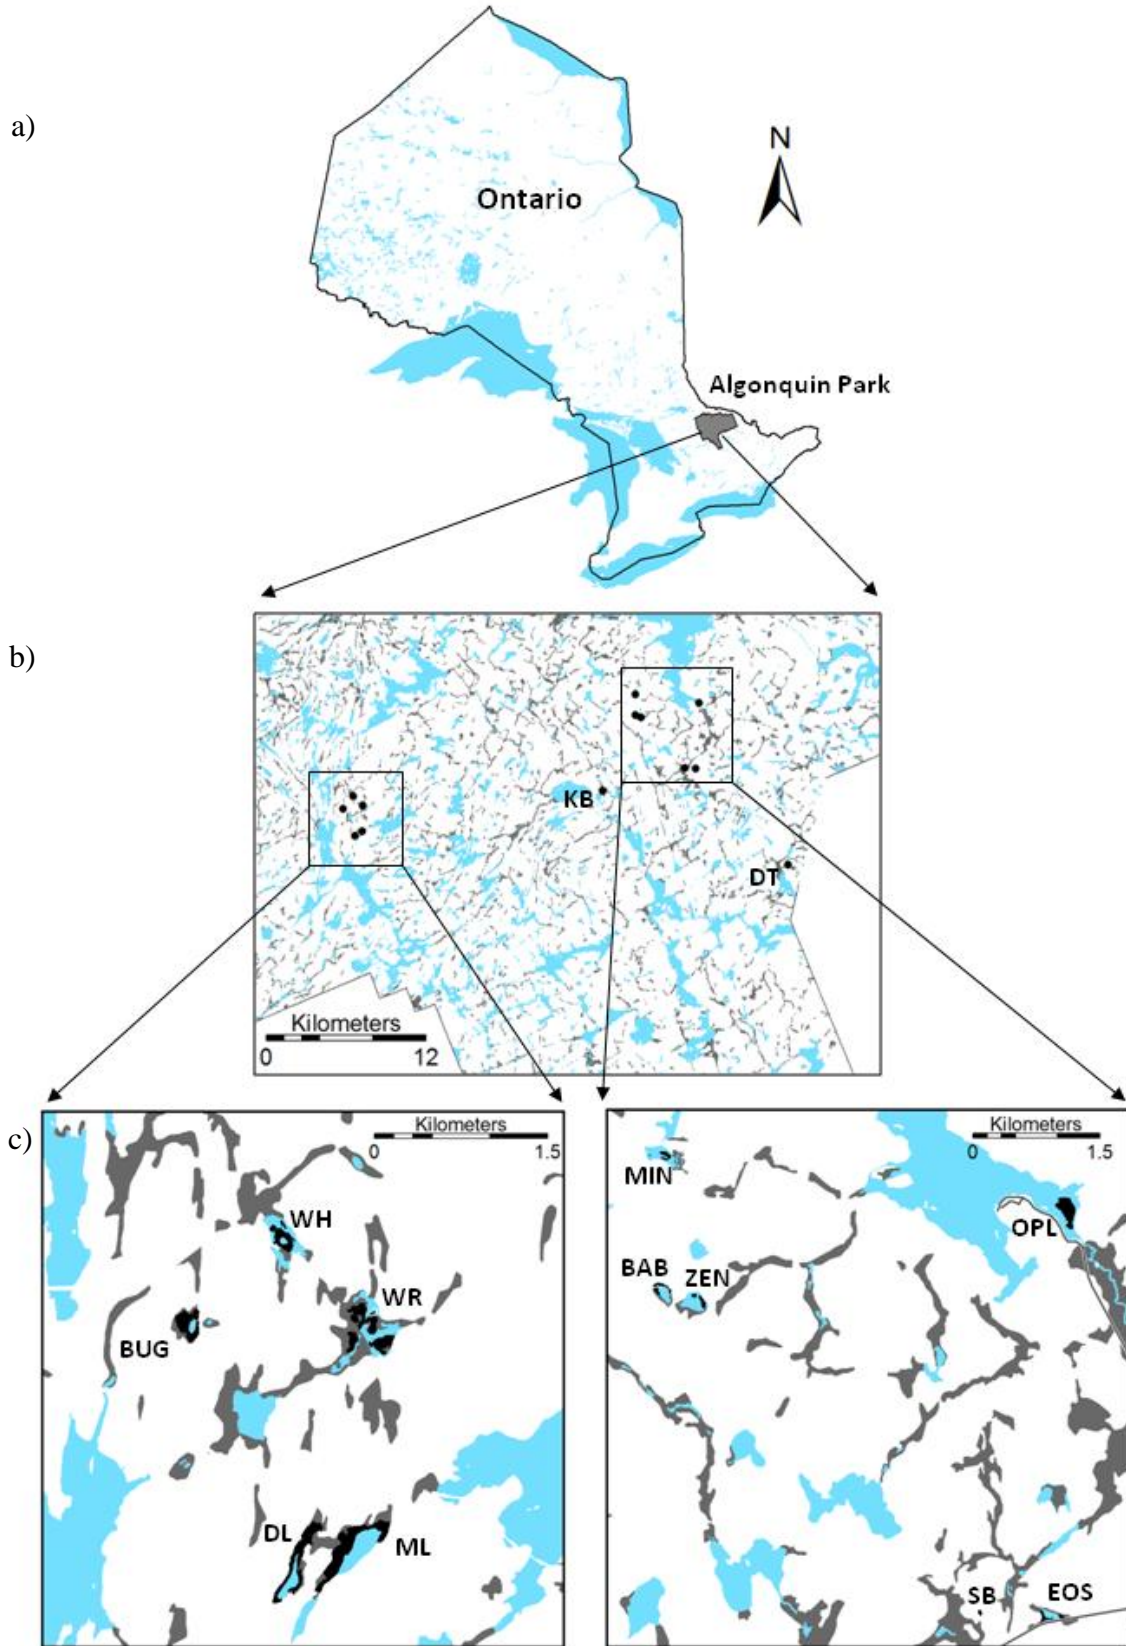 a)
N
Ontario
Algonquin Park
b)
KB
DT
Kilometers
0 12
c)
Kilometers
1.5
0
WH
WR
BUG
DL
ML
Kilometers
0 1.5
MIN
OPL
BAB
ZEN
SB
EOS